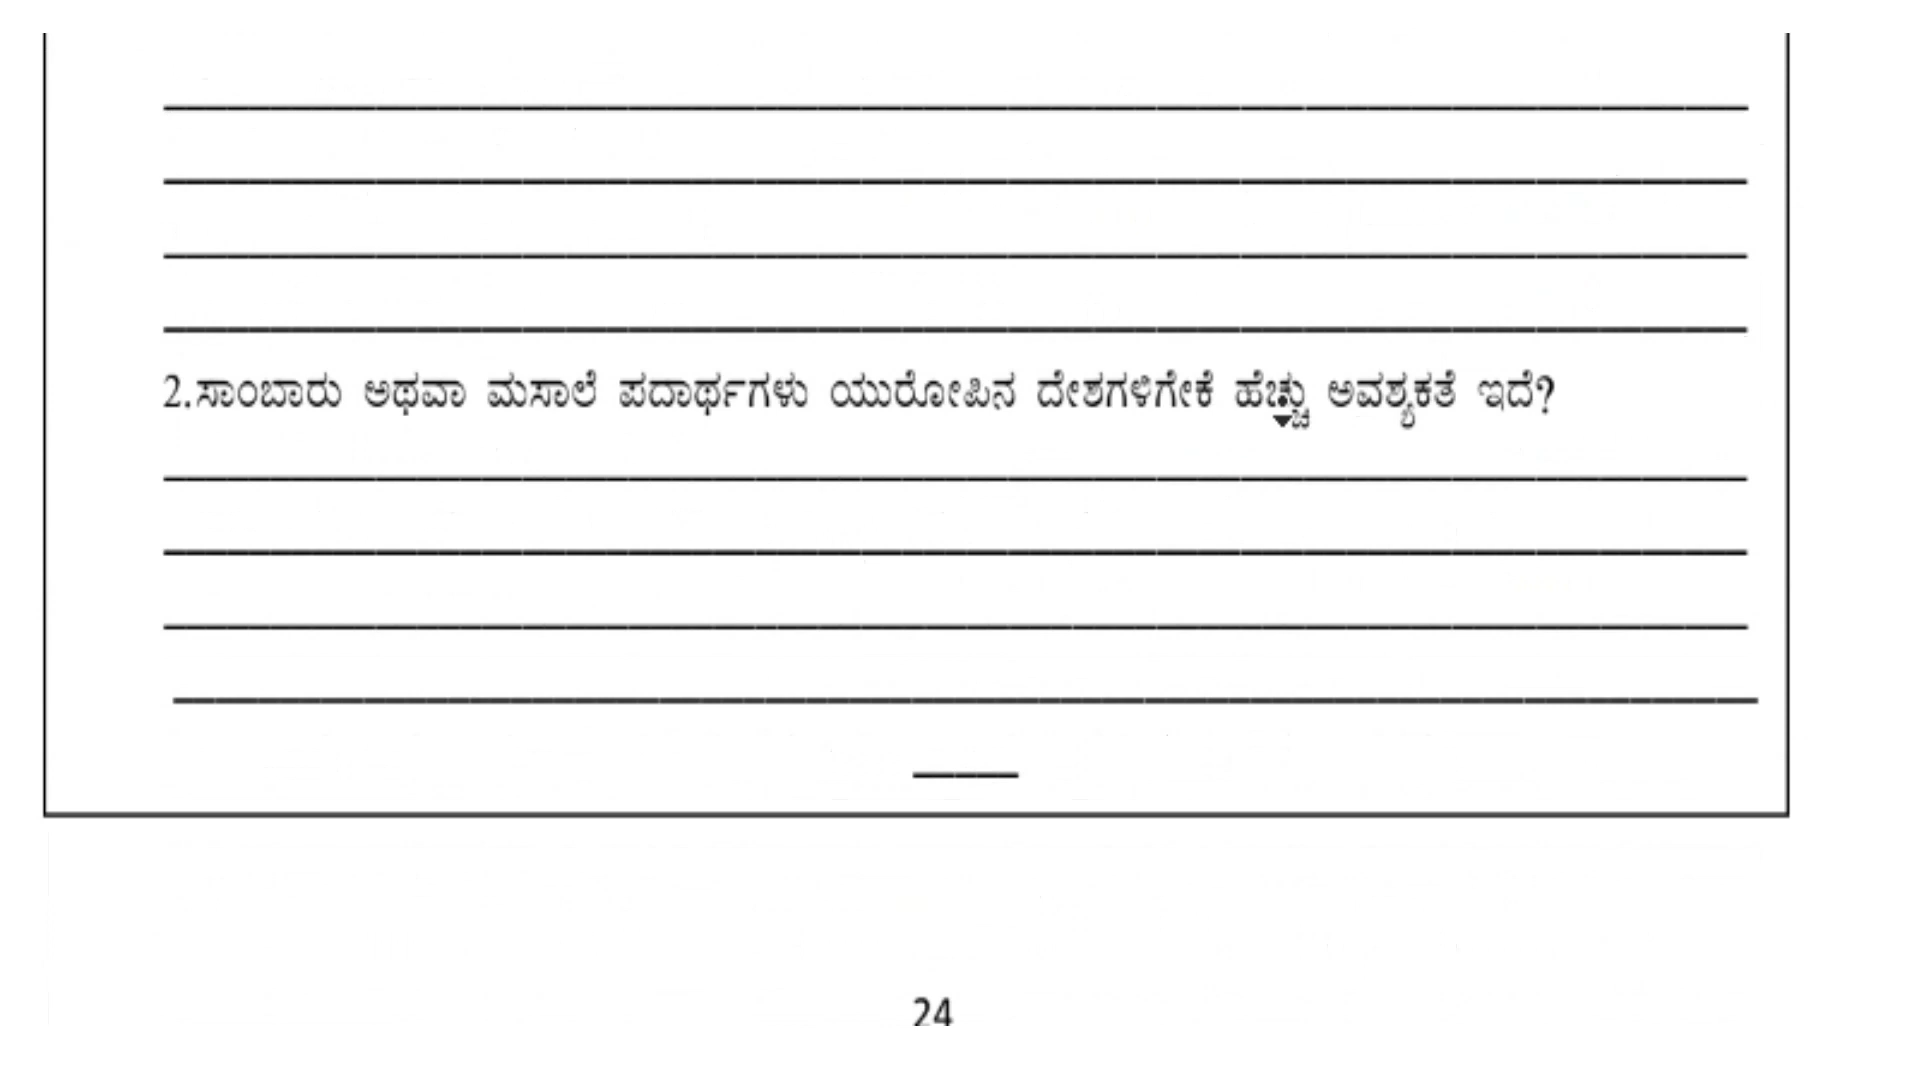 2.ಸಾಂಬಾರು ಅಥವಾ ಮಸಾಲೆ ಪದಾರ್ಥಗಳು ಯುರೋಪಿನ ದೇಶಗಳಿಗೇಕೆ ಹೆಚ್ಚು ಅವಶ್ಯಕತೆ ಇದೆ?
24